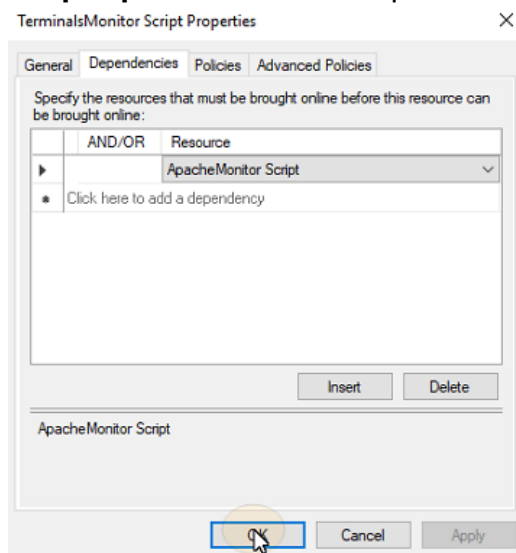 TerminalsMonitor Script Properties
General Dependencies Policies Advanced Policies
Specify the resources that must be brought online before this resource can
be brought online:
AND/OR Resource
ApacheMonitor Script
Click here to add a dependency
Insert Delete
ApacheMonitor Script
OK Cancel Apply